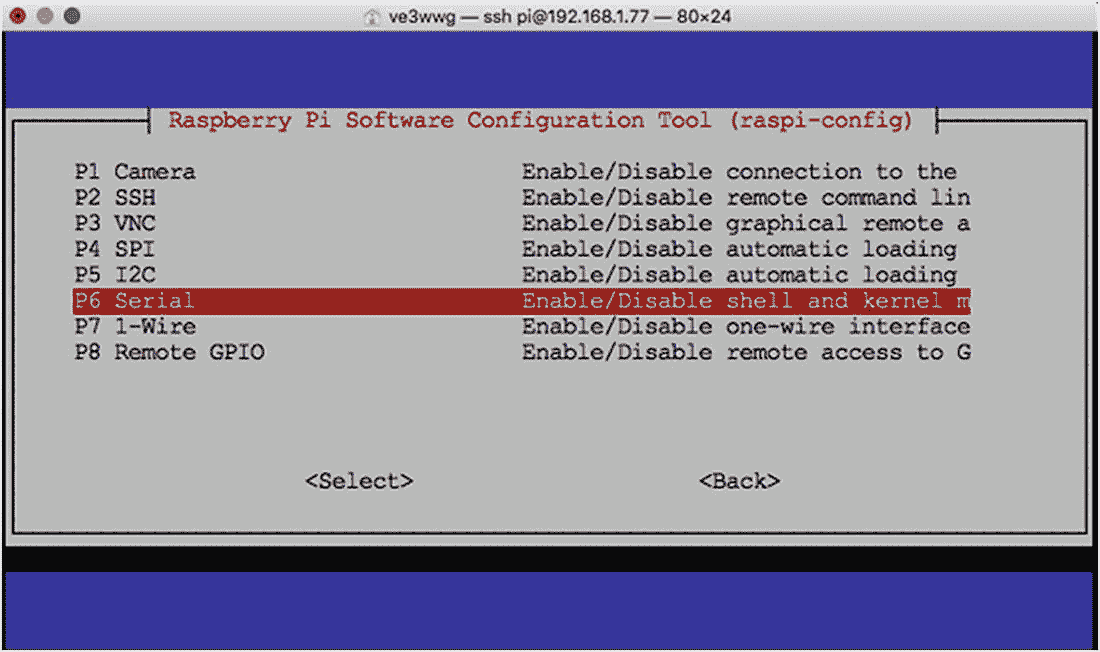 ve3wwg — ssh pi@192.168.1.77 — 80×24
Raspberry Pi Software Configuration Tool (raspi-config)
P1 Camera Enable/Disable connection to the
P2 SSH Enable/Disable remote command lin
P3 VNC Enable/Disable graphical remote a
P4 SPI Enable/Disable automatic loading
P5 I2C Enable/Disable automatic loading
P6 Serial Enable/Disable shell and kernel m
P7 1-Wire Enable/Disable one-wire interface
P8 Remote GPIO Enable/Disable remote access to G
<Select> <Back>